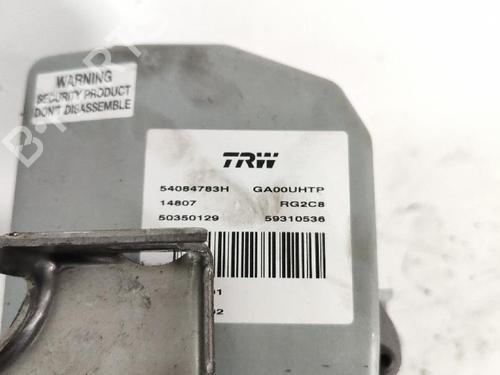 WARNING
SECURITY PRODUCT
DON'T DISASSEMBLE
TRW
54084783H GA00UHTP
14807 RG2C8
50350129 59310536